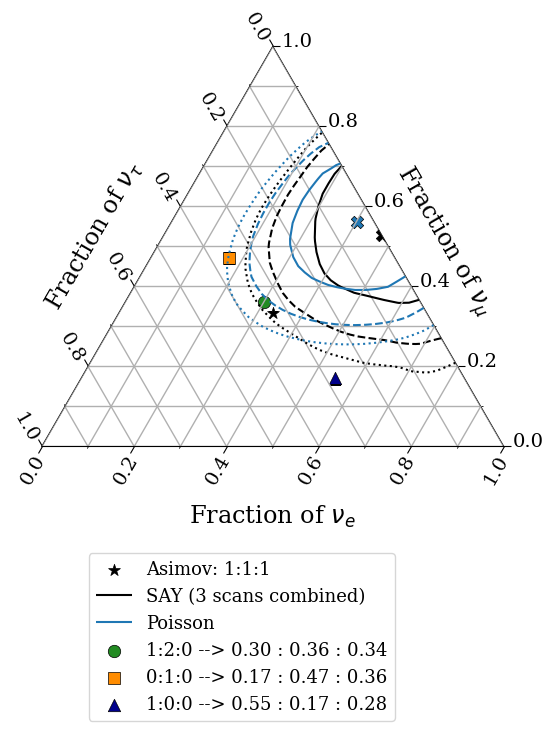 0.0
1.0
0.2
0.8
Fraction of ντ
0.4
0.6
Fraction of νμ
0.6
0.4
0.8
0.2
1.0
0.0
0.0
0.2
0.4
0.6
0.8
1.0
Fraction of νe
Asimov: 1:1:1
SAY (3 scans combined)
Poisson
1:2:0 --> 0.30 : 0.36 : 0.34
0:1:0 --> 0.17 : 0.47 : 0.36
1:0:0 --> 0.55 : 0.17 : 0.28